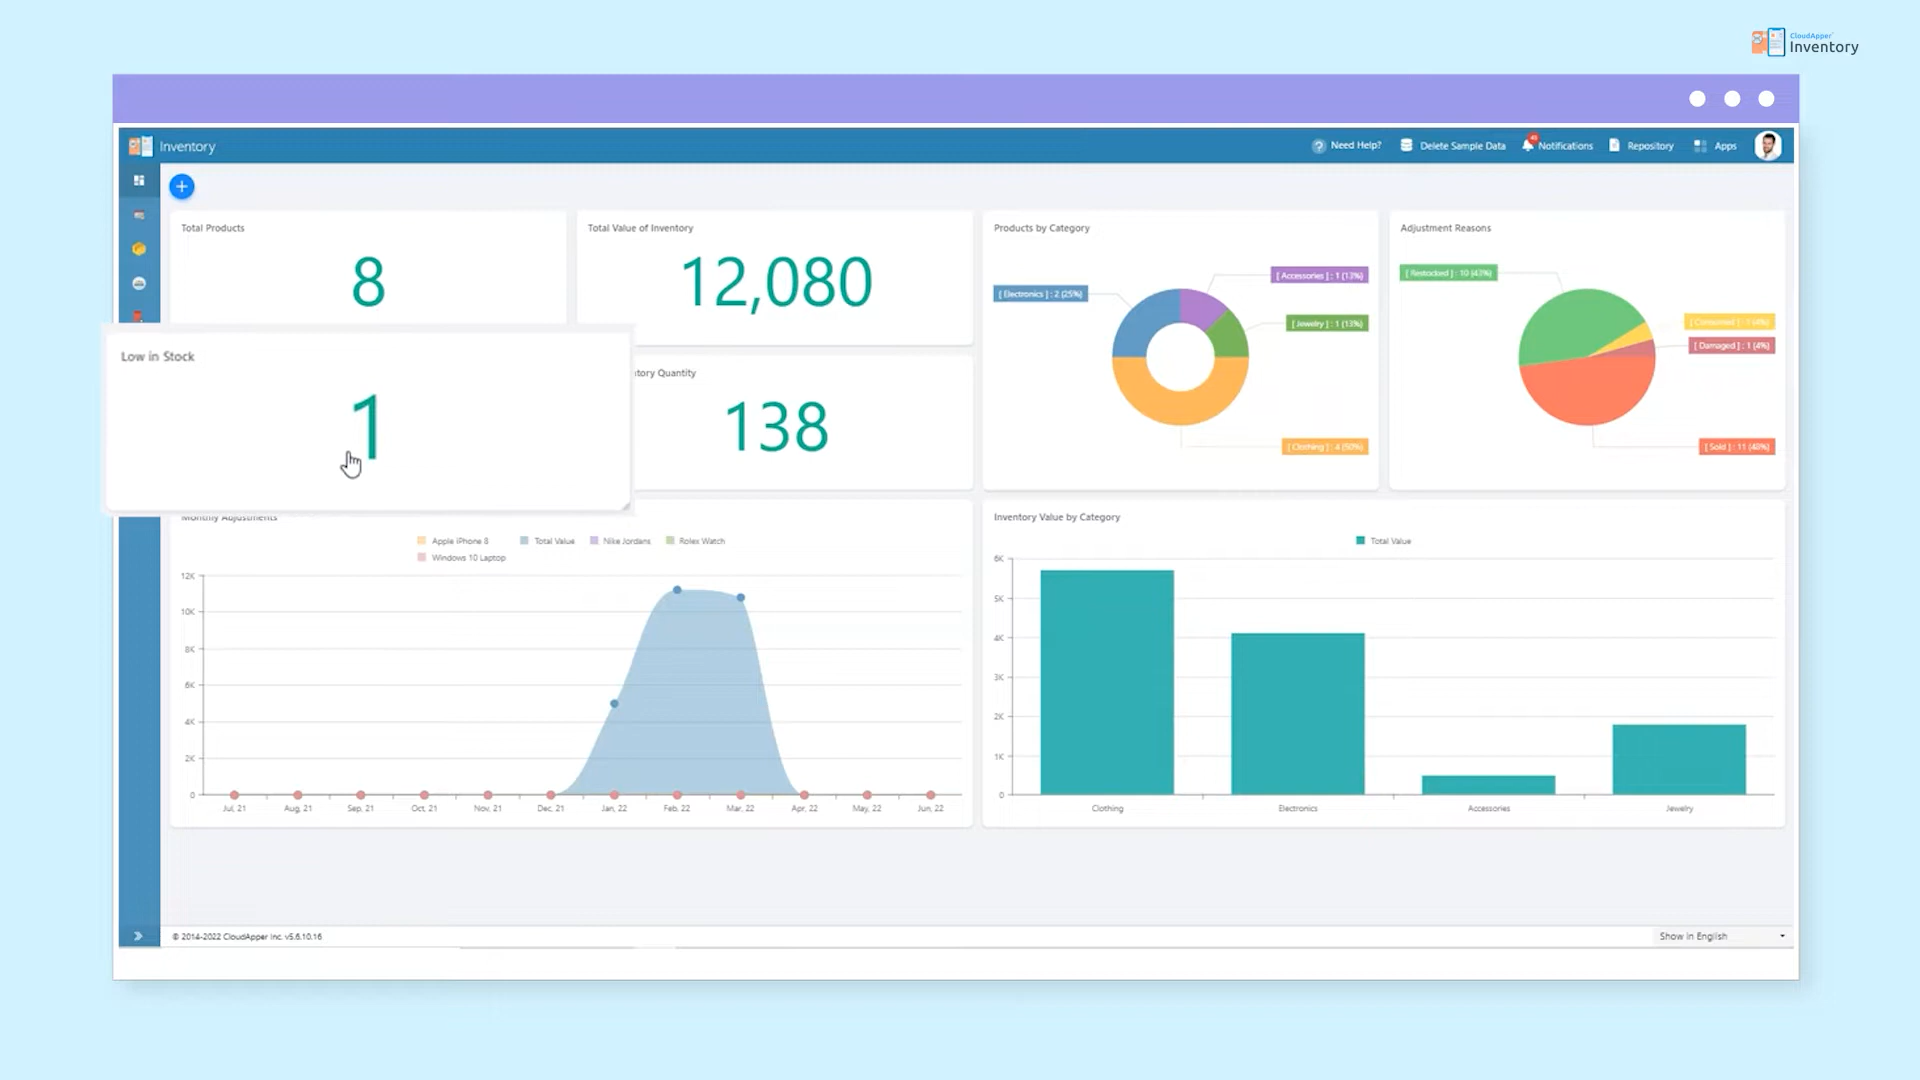 CloudApper
Inventory
Inventory
Need Help?
Delete Sample Data
Notifications
Repository
Apps
Total Products
8
Total Value of Inventory
12,080
Low in Stock
1
tory Quantity
138
Products by Category
[ Accessories ] : 1 (13%)
[ Electronics ] : 2 (25%)
[ Jewelry ] : 1 (13%)
[ Clothing ] : 4 (50%)
Adjustment Reasons
[ Restocked ] : 10 (43%)
[ Consumed ] : 1 (4%)
[ Damaged ] : 1 (4%)
[ Sold ] : 11 (48%)
Monthly Adjustments
Apple iPhone 8
Total Value
Nike Jordans
Rolex Watch
Windows 10 Laptop
12K
10K
8K
6K
4K
2K
0
Jul, 21
Aug, 21
Sep, 21
Oct, 21
Nov, 21
Dec, 21
Jan, 22
Feb, 22
Mar, 22
Apr, 22
May, 22
Jun, 22
Inventory Value by Category
Total Value
6K
5K
4K
3K
2K
1K
0
Clothing
Electronics
Accessories
Jewelry
© 2014-2022 CloudApper Inc. v5.6.10.16
Show in English